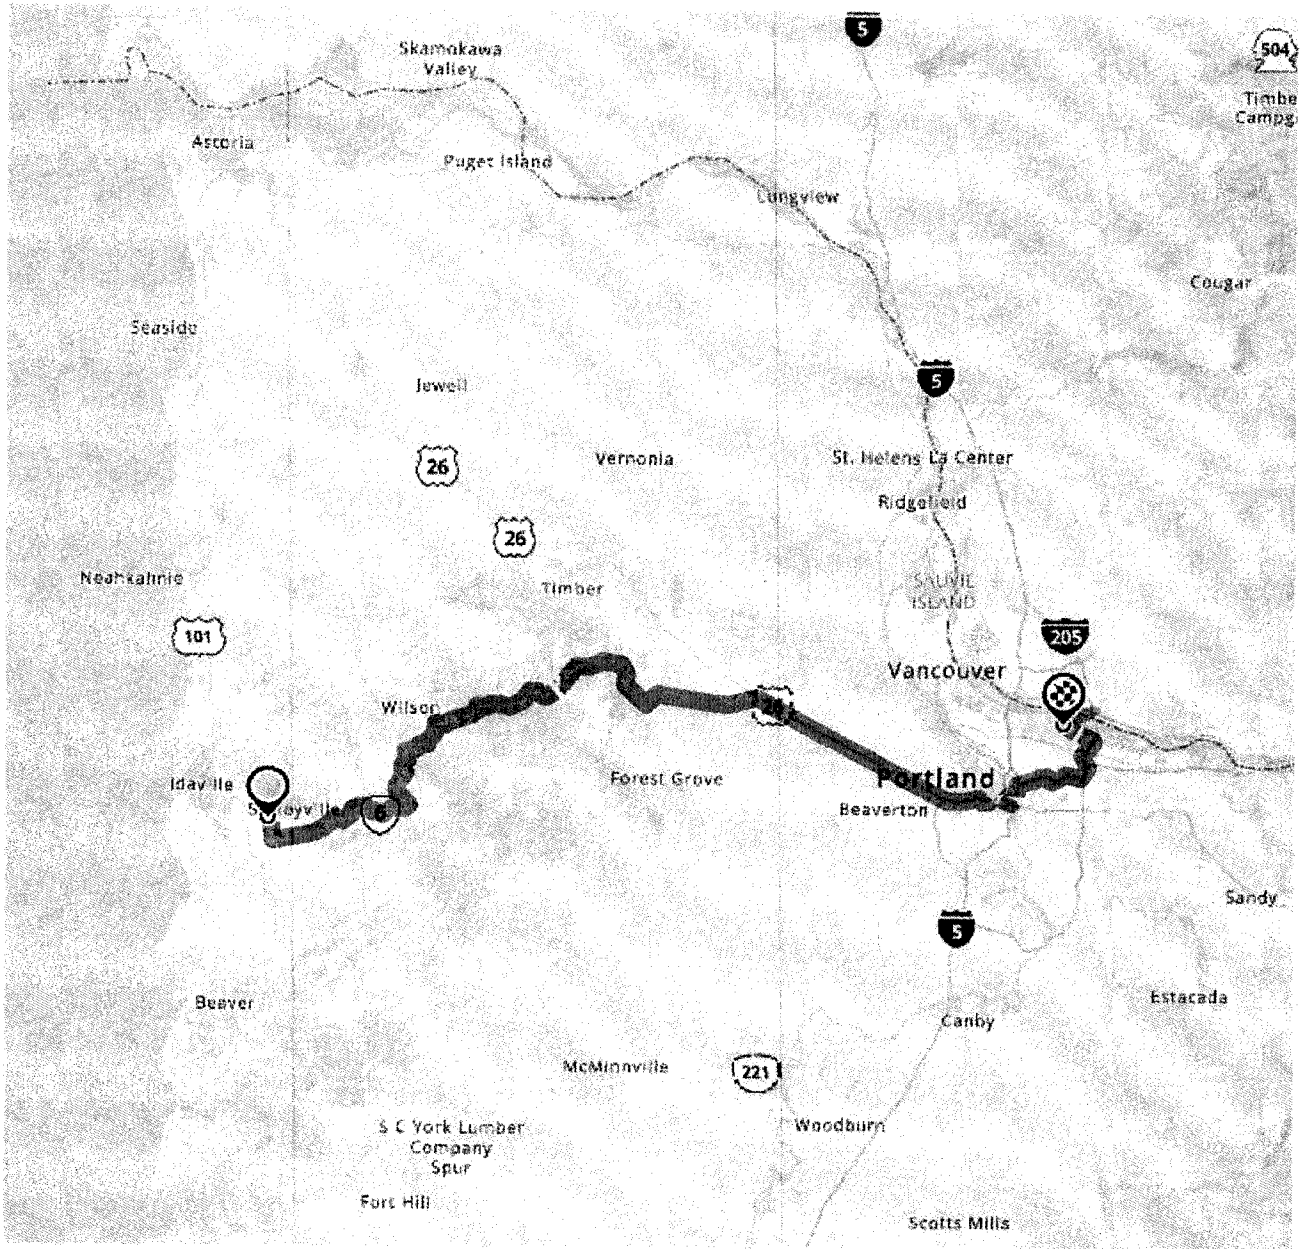 5
504
Skamokawa
Valley
Timbe
Campg
Astoria
Puget Island
Longview
Cougar
Seaside
5
Jewell
26
Vernonia
St. Helens La Center
Ridgefield
26
Neahkahnie
Timber
SAUVIE
ISLAND
101
205
Vancouver
Wilson
26
Idaville
Forest Grove
Portland
6
Beaverton
Sandy
5
Beaver
Estacada
Canby
McMinnville
221
S C York Lumber
Company
Spur
Woodburn
Fort Hill
Scotts Mills